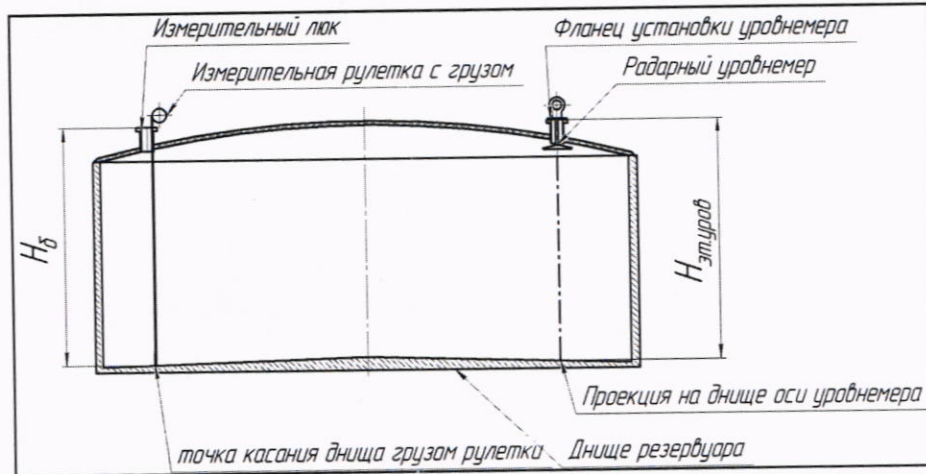 Измерительный люк
Фланец установки уровнемера
Измерительная рулетка с грузом
Радарный уровнемер
Hб
Hэт.уров
Проекция на днище оси уровнемера
точка касания днища грузом рулетки
Днище резервуара